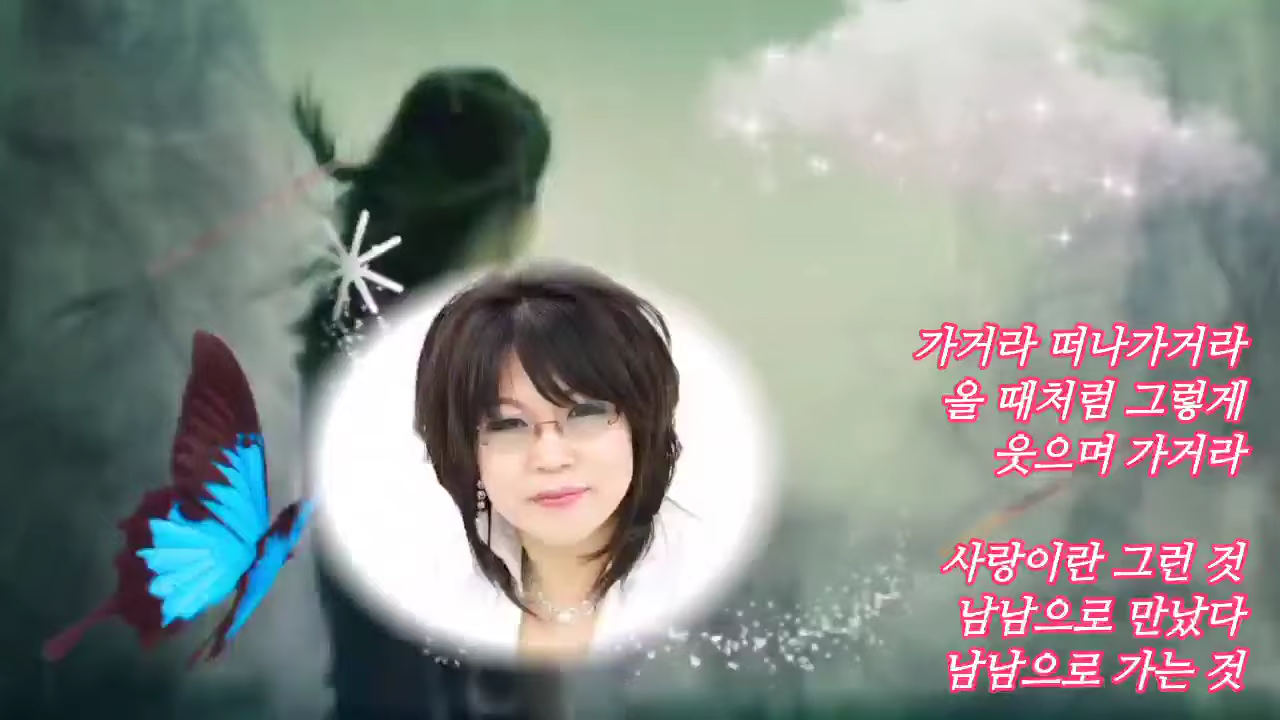 가거라 떠나가거라
올 때처럼 그렇게
웃으며 가거라
사랑이란 그런 것
남남으로 만났다
남남으로 가는 것